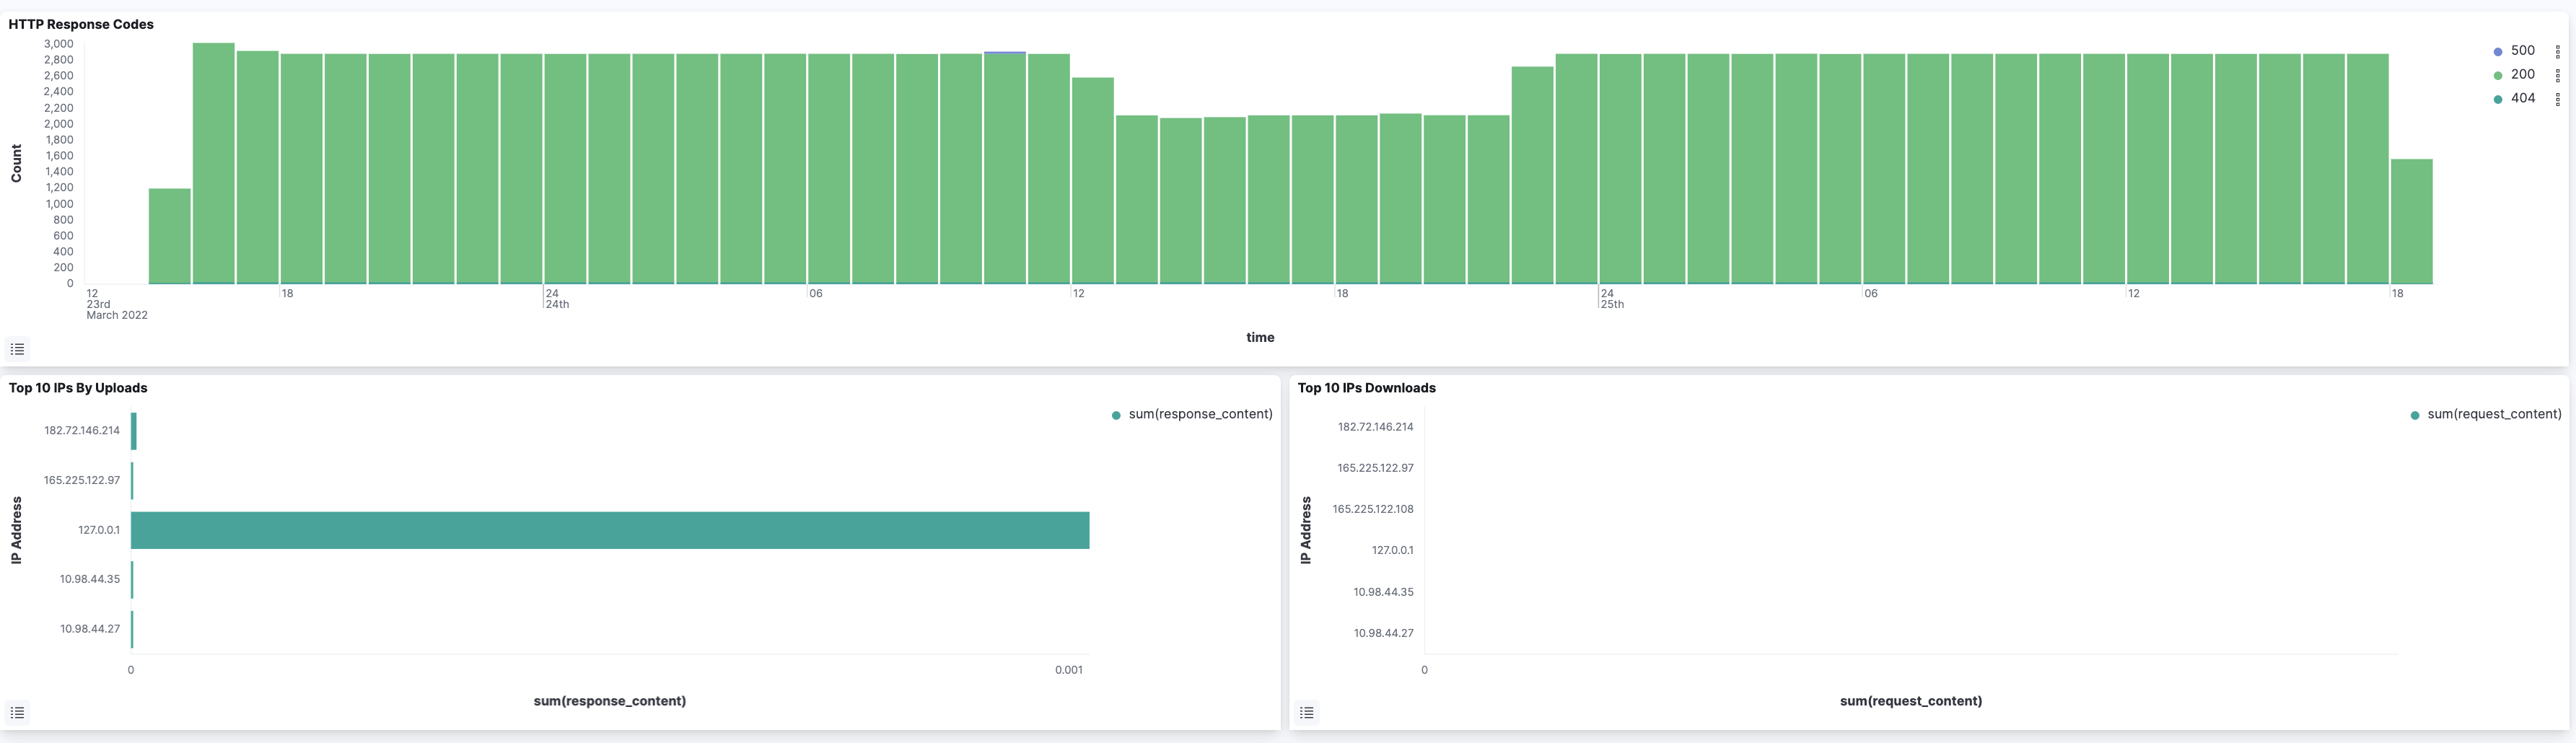 HTTP Response Codes
3,000
2,800
2,600
2,400
2,200
2,000
1,800
1,600
1,400
1,200
1,000
800
600
400
200
0
Count
12
23rd
March 2022
18
24
24th
06
12
18
24
25th
06
12
18
time
500
200
404
Top 10 IPs By Uploads
sum(response_content)
IP Address
182.72.146.214
165.225.122.97
127.0.0.1
10.98.44.35
10.98.44.27
0
0.001
sum(response_content)
Top 10 IPs Downloads
sum(request_content)
IP Address
182.72.146.214
165.225.122.97
165.225.122.108
127.0.0.1
10.98.44.35
10.98.44.27
0
sum(request_content)